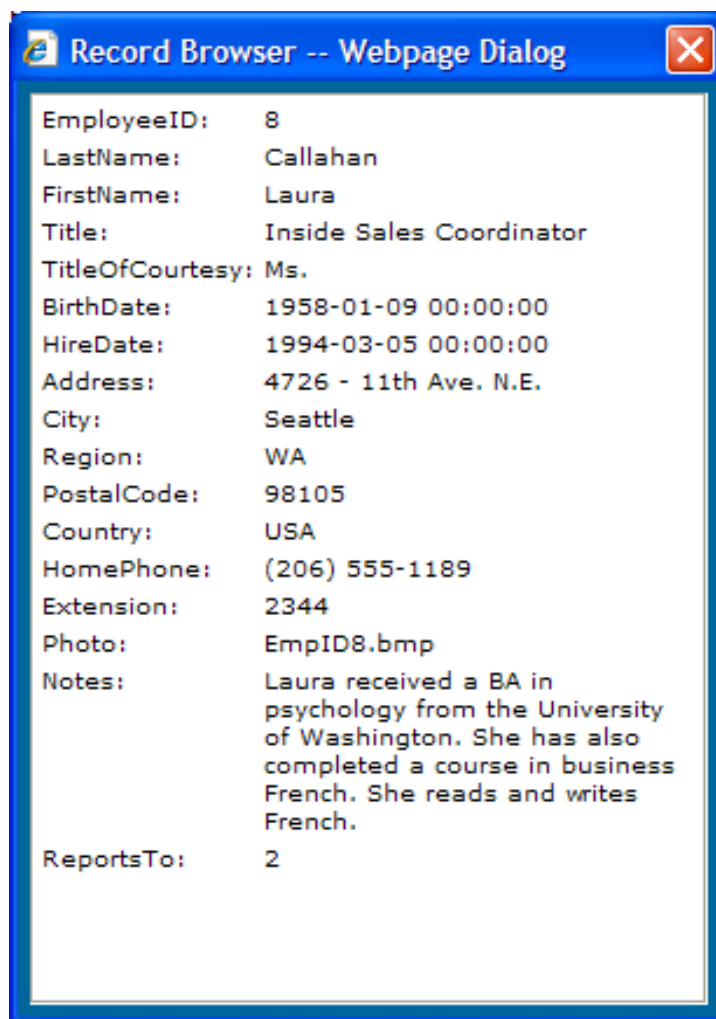 Record Browser -- Webpage Dialog
EmployeeID: 8
LastName: Callahan
FirstName: Laura
Title: Inside Sales Coordinator
TitleOfCourtesy: Ms.
BirthDate: 1958-01-09 00:00:00
HireDate: 1994-03-05 00:00:00
Address: 4726 - 11th Ave. N.E.
City: Seattle
Region: WA
PostalCode: 98105
Country: USA
HomePhone: (206) 555-1189
Extension: 2344
Photo: EmpID8.bmp
Notes: Laura received a BA in
psychology from the University
of Washington. She has also
completed a course in business
French. She reads and writes
French.
ReportsTo: 2